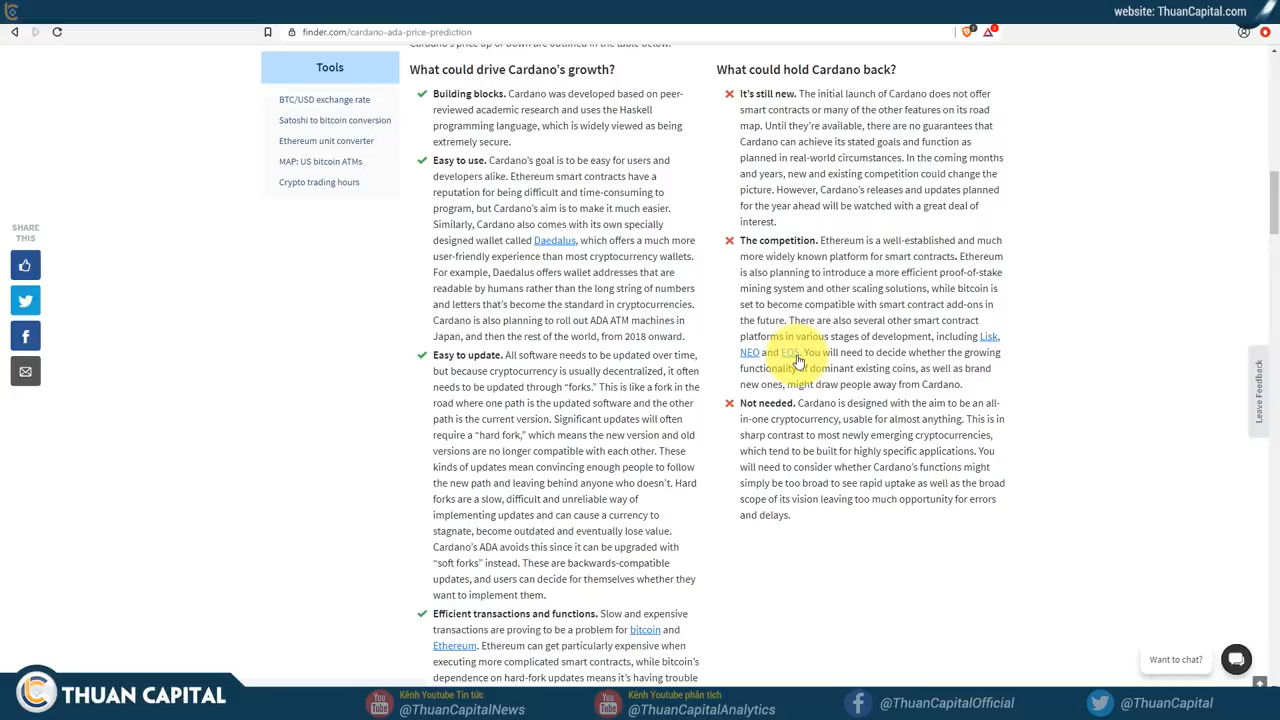 website: ThuanCapital.com
finder.com/cardano-ada-price-prediction
Cardano's price up or down are outlined in the table below.
Tools
BTC/USD exchange rate
Satoshi to bitcoin conversion
Ethereum unit converter
MAP: US bitcoin ATMs
Crypto trading hours
SHARE
THIS
What could drive Cardano's growth?
Building blocks. Cardano was developed based on peer-
reviewed academic research and uses the Haskell
programming language, which is widely viewed as being
extremely secure.
Easy to use. Cardano's goal is to be easy for users and
developers alike. Ethereum smart contracts have a
reputation for being difficult and time-consuming to
program, but Cardano's aim is to make it much easier.
Similarly, Cardano also comes with its own specially
designed wallet called Daedalus, which offers a much more
user-friendly experience than most cryptocurrency wallets.
For example, Daedalus offers wallet addresses that are
readable by humans rather than the long string of numbers
and letters that's become the standard in cryptocurrencies.
Cardano is also planning to roll out ADA ATM machines in
Japan, and then the rest of the world, from 2018 onward.
Easy to update. All software needs to be updated over time,
but because cryptocurrency is usually decentralized, it often
needs to be updated through "forks." This is like a fork in the
road where one path is the updated software and the other
path is the current version. Significant updates will often
require a "hard fork," which means the new version and old
versions are no longer compatible with each other. These
kinds of updates mean convincing enough people to follow
the new path and leaving behind anyone who doesn't. Hard
forks are a slow, difficult and unreliable way of
implementing updates and can cause a currency to
stagnate, become outdated and eventually lose value.
Cardano's ADA avoids this since it can be upgraded with
"soft forks" instead. These are backwards-compatible
updates, and users can decide for themselves whether they
want to implement them.
Efficient transactions and functions. Slow and expensive
transactions are proving to be a problem for bitcoin and
Ethereum. Ethereum can get particularly expensive when
executing more complicated smart contracts, while bitcoin's
dependence on hard-fork updates means it's having trouble
What could hold Cardano back?
It's still new. The initial launch of Cardano does not offer
smart contracts or many of the other features on its road
map. Until they're available, there are no guarantees that
Cardano can achieve its stated goals and function as
planned in real-world circumstances. In the coming months
and years, new and existing competition could change the
picture. However, Cardano's releases and updates planned
for the year ahead will be watched with a great deal of
interest.
The competition. Ethereum is a well-established and much
more widely known platform for smart contracts. Ethereum
is also planning to introduce a more efficient proof-of-stake
mining system and other scaling solutions, while bitcoin is
set to become compatible with smart contract add-ons in
the future. There are also several other smart contract
platforms in various stages of development, including Lisk,
NEO and EOS. You will need to decide whether the growing
functionality of dominant existing coins, as well as brand
new ones, might draw people away from Cardano.
Not needed. Cardano is designed with the aim to be an all-
in-one cryptocurrency, usable for almost anything. This is in
sharp contrast to most newly emerging cryptocurrencies,
which tend to be built for highly specific applications. You
will need to consider whether Cardano's functions might
simply be too broad to see rapid uptake as well as the broad
scope of its vision leaving too much opportunity for errors
and delays.
Leave Feedback
Want to chat?
THUAN CAPITAL
Kênh Youtube Tin tức
@ThuanCapitalNews
Kênh Youtube phân tích
@ThuanCapitalAnalytics
@ThuanCapitalOfficial
@ThuanCapital